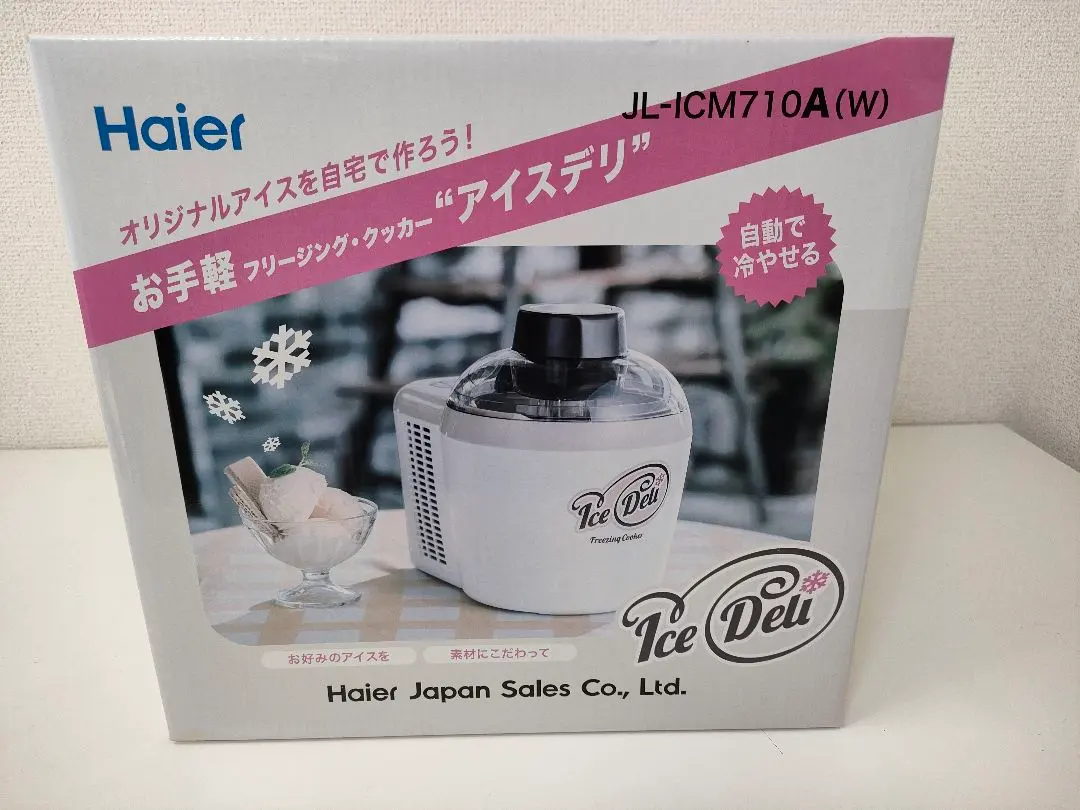 Haier
JL-ICM710A(W)
オリジナルアイスを自宅で作ろう!
お手軽 フリージング・クッカー “アイスデリ”
自動で
冷やせる
Ice Deli
Freezing Cooker
Ice Deli
お好みのアイスを
素材にこだわって
Haier Japan Sales Co., Ltd.